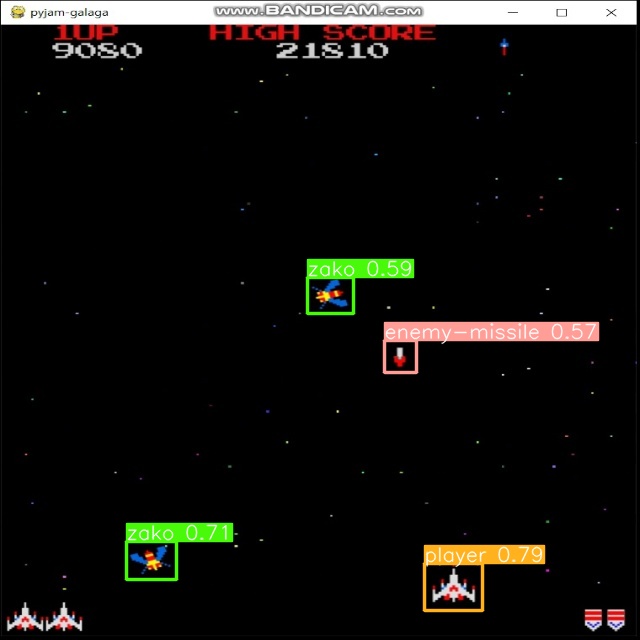 pyjam-galaga
www.BANDICAM.com
1UP HIGH SCORE
9080 21810
zako 0.59
enemy-missile 0.57
zako 0.71
player 0.79